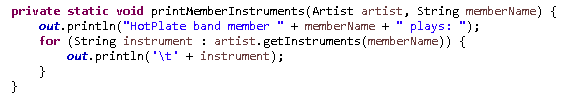 private static void printMemberInstruments(Artist artist, String memberName) {
out.println("HotPlate band member " + memberName + " plays: ");
for (String instrument : artist.getInstruments(memberName)) {
out.println('\t' + instrument);
}
}